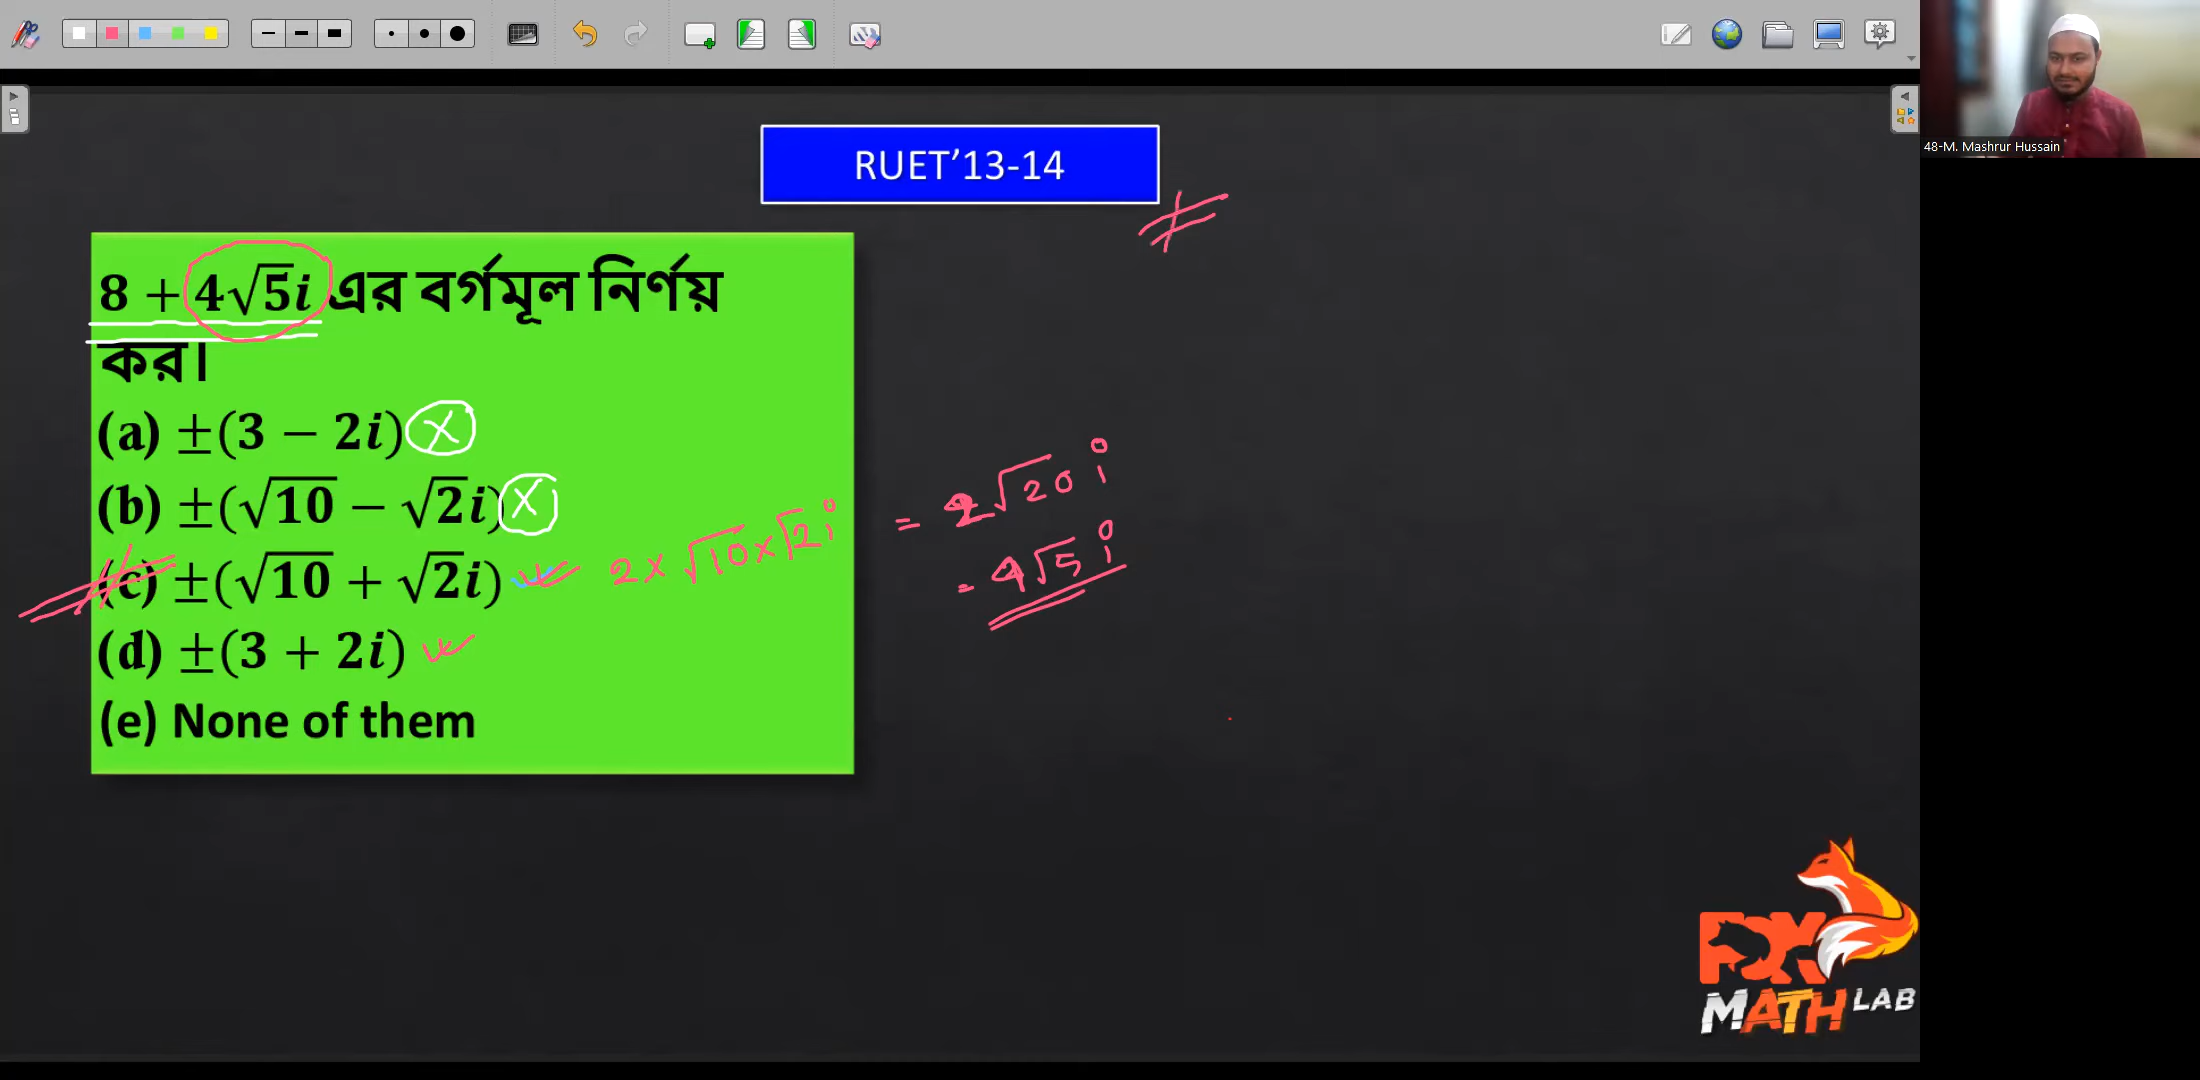 48-M. Mashrur Hussain
RUET’13-14
8 + 4√5i এর বর্গমূল নির্ণয়
কর।
(a) ±(3 − 2i) X
(b) ±(√10 − √2i) X
(c) ±(√10 + √2i) 2 × √10 × √2 i
= 2√20 i
= 4√5 i
(d) ±(3 + 2i)
(e) None of them
FOX
MATH LAB